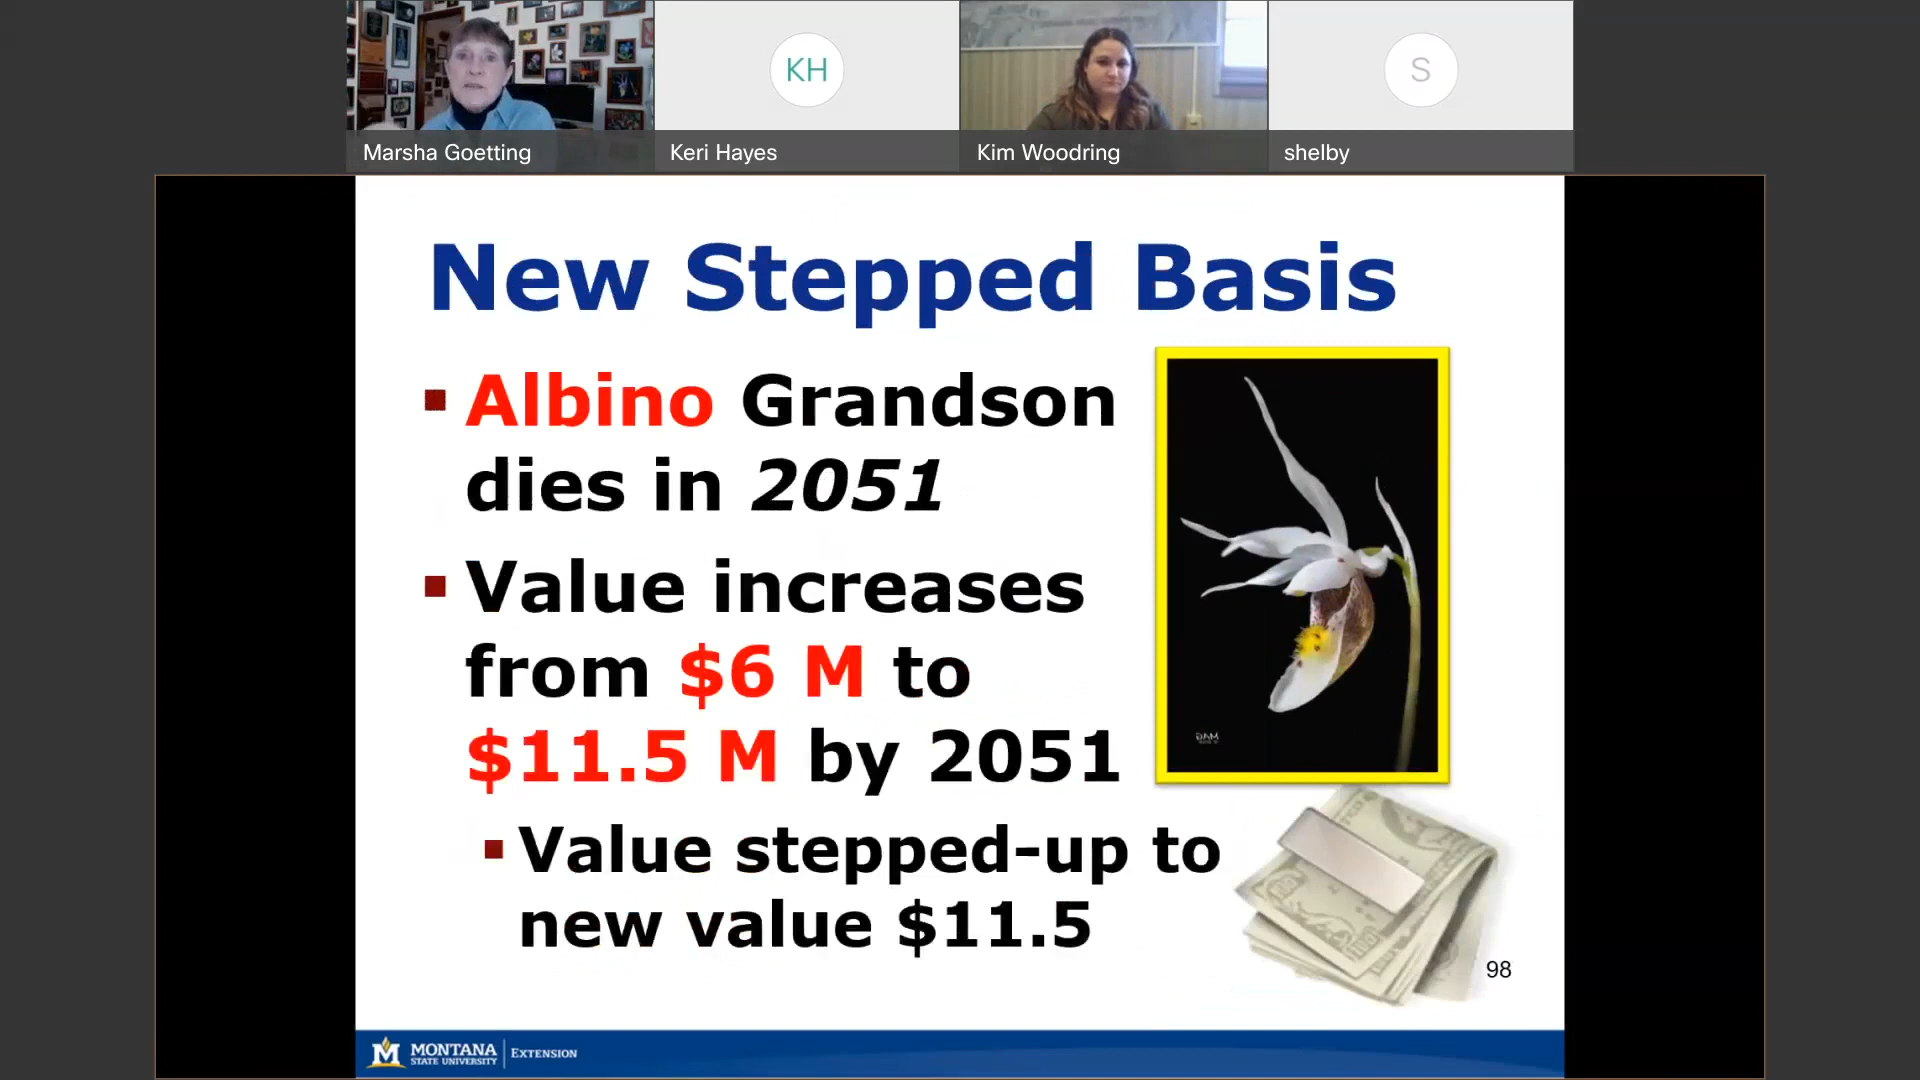 KH
S
Marsha Goetting
Keri Hayes
Kim Woodring
shelby
New Stepped Basis
Albino Grandson
dies in 2051
Value increases
from $6 M to
$11.5 M by 2051
Value stepped-up to
new value $11.5
98
M MONTANA
STATE UNIVERSITY
EXTENSION